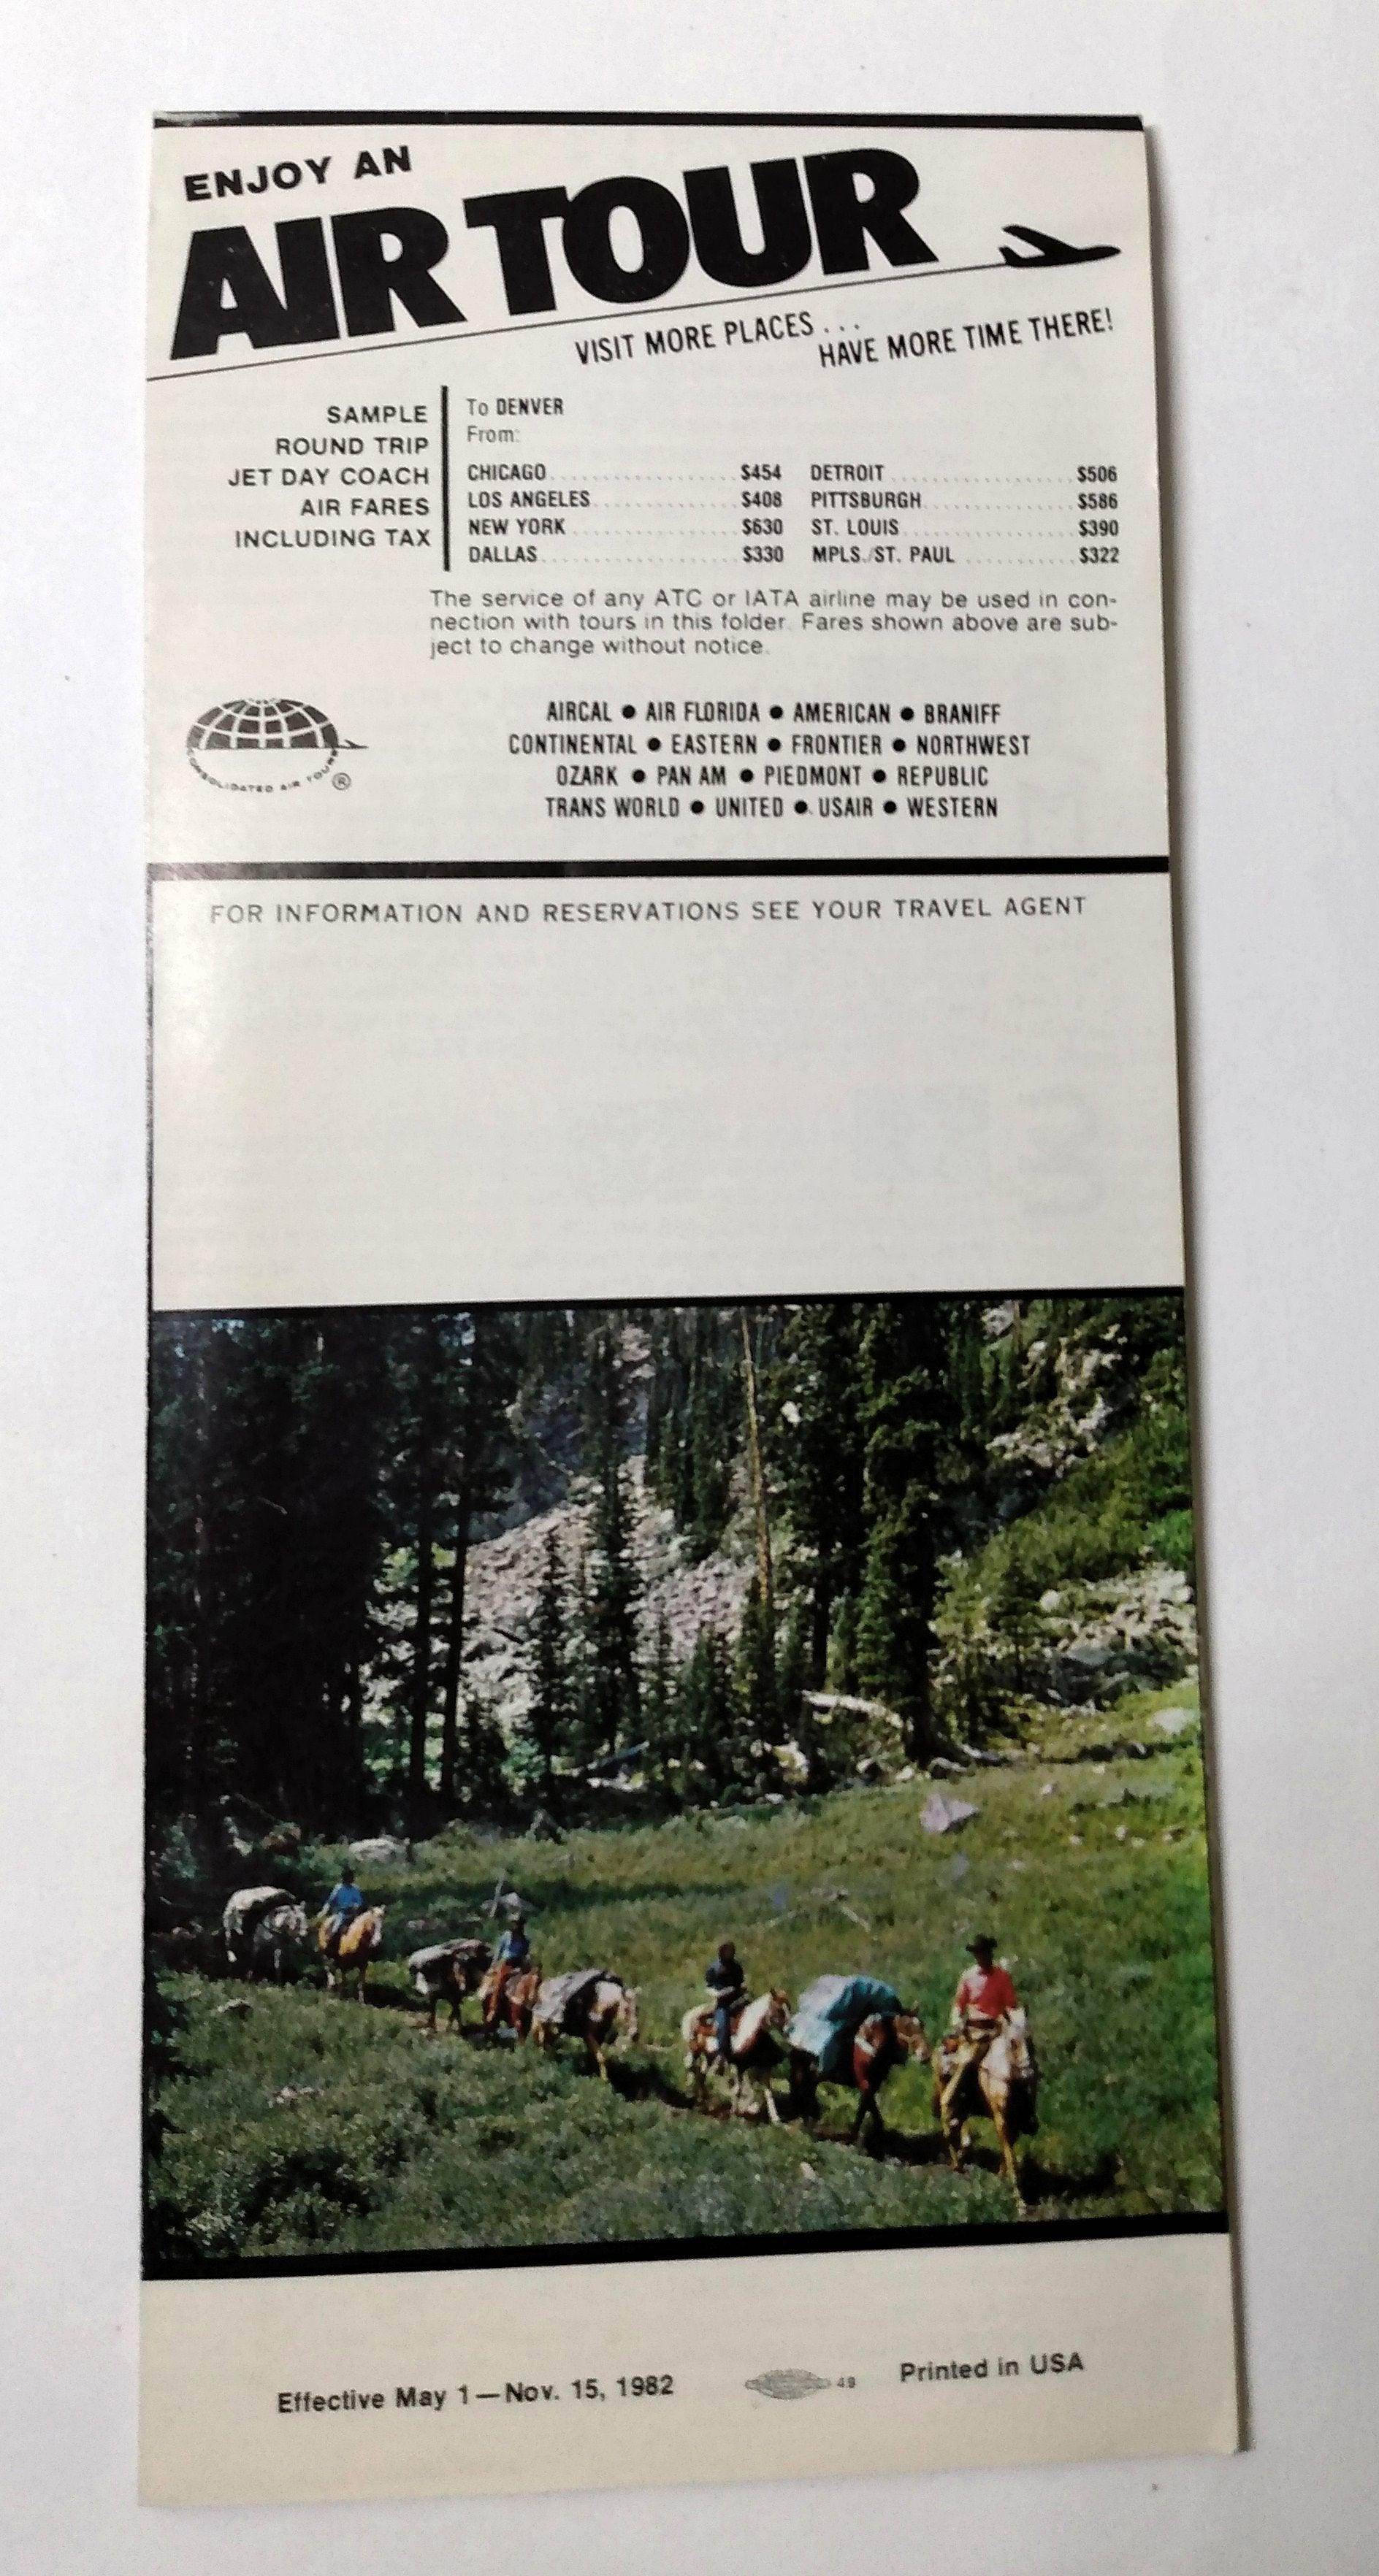 ENJOY AN
AIR TOUR
VISIT MORE PLACES . . .
HAVE MORE TIME THERE!
SAMPLE
ROUND TRIP
JET DAY COACH
AIR FARES
INCLUDING TAX
To DENVER
From:
CHICAGO $454 DETROIT $506
LOS ANGELES $408 PITTSBURGH $586
NEW YORK $630 ST. LOUIS $390
DALLAS $330 MPLS./ST. PAUL $322
The service of any ATC or IATA airline may be used in con-
nection with tours in this folder. Fares shown above are sub-
ject to change without notice.
CONSOLIDATED AIR TOURS ®
AIRCAL ● AIR FLORIDA ● AMERICAN ● BRANIFF
CONTINENTAL ● EASTERN ● FRONTIER ● NORTHWEST
OZARK ● PAN AM ● PIEDMONT ● REPUBLIC
TRANS WORLD ● UNITED ● USAIR ● WESTERN
FOR INFORMATION AND RESERVATIONS SEE YOUR TRAVEL AGENT
Effective May 1—Nov. 15, 1982 49 Printed in USA